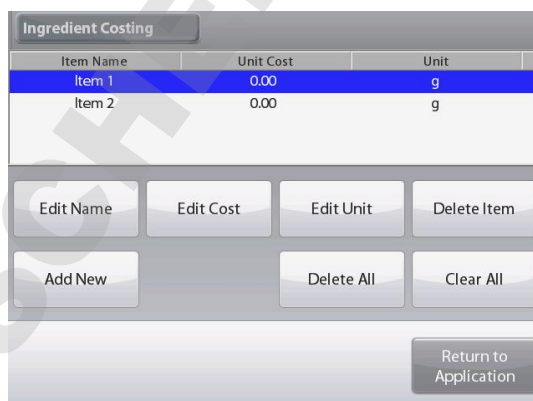 Ingredient Costing
Item Name Unit Cost Unit
Item 1 0.00 g
Item 2 0.00 g
Edit Name Edit Cost Edit Unit Delete Item
Add New Delete All Clear All
Return to
Application